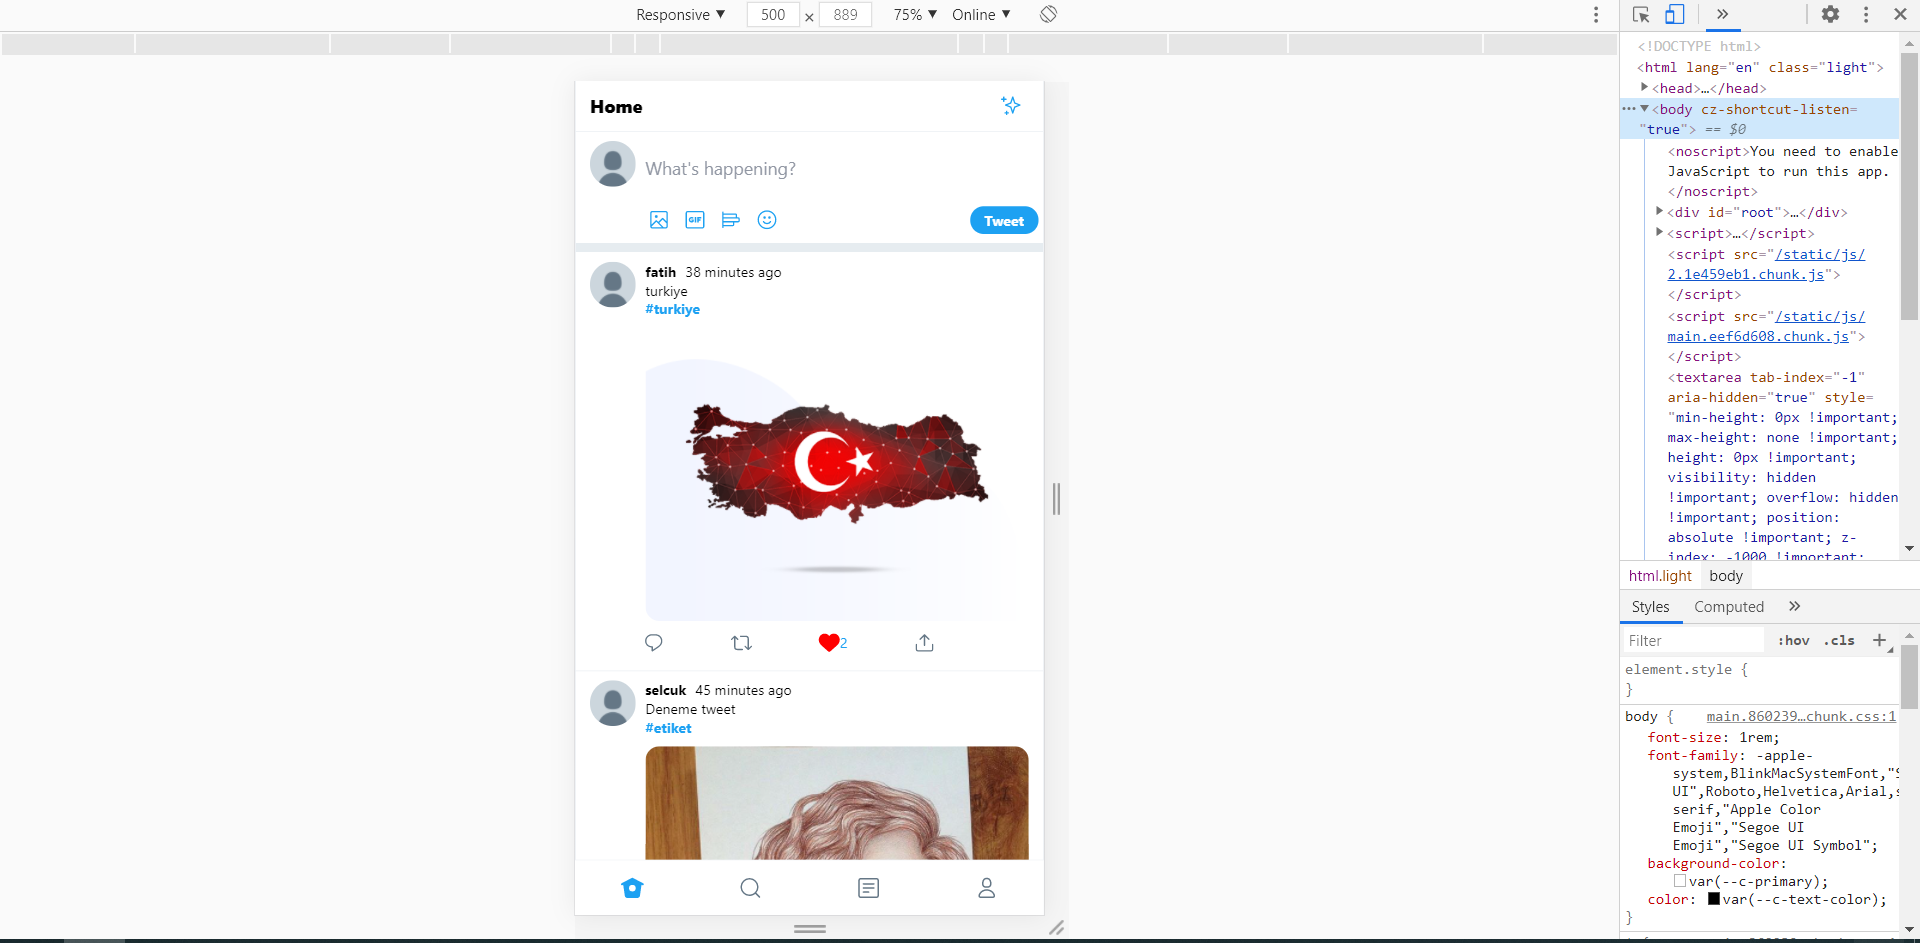 Responsive ▼ 500 × 889 75% ▼ Online ▼
Home
What's happening?
GIF
Tweet
fatih 38 minutes ago
turkiye
#turkiye
2
selcuk 45 minutes ago
Deneme tweet
#etiket
<!DOCTYPE html>
<html lang="en" class="light">
<head>…</head>
<body cz-shortcut-listen=
"true"> == $0
<noscript>You need to enable
JavaScript to run this app.
</noscript>
<div id="root">…</div>
<script>…</script>
<script src="/static/js/
2.1e459eb1.chunk.js">
</script>
<script src="/static/js/
main.eef6d608.chunk.js">
</script>
<textarea tab-index="-1"
aria-hidden="true" style=
"min-height: 0px !important;
max-height: none !important;
height: 0px !important;
visibility: hidden
!important; overflow: hidden
!important; position:
absolute !important; z-
index: -1000 !important;
html.light body
Styles Computed »
Filter :hov .cls +
element.style {
}
body { main.860239…chunk.css:1
font-size: 1rem;
font-family: -apple-
system,BlinkMacSystemFont,"S
UI",Roboto,Helvetica,Arial,s
serif,"Apple Color
Emoji","Segoe UI
Emoji","Segoe UI Symbol";
background-color:
var(--c-primary);
color: var(--c-text-color);
}